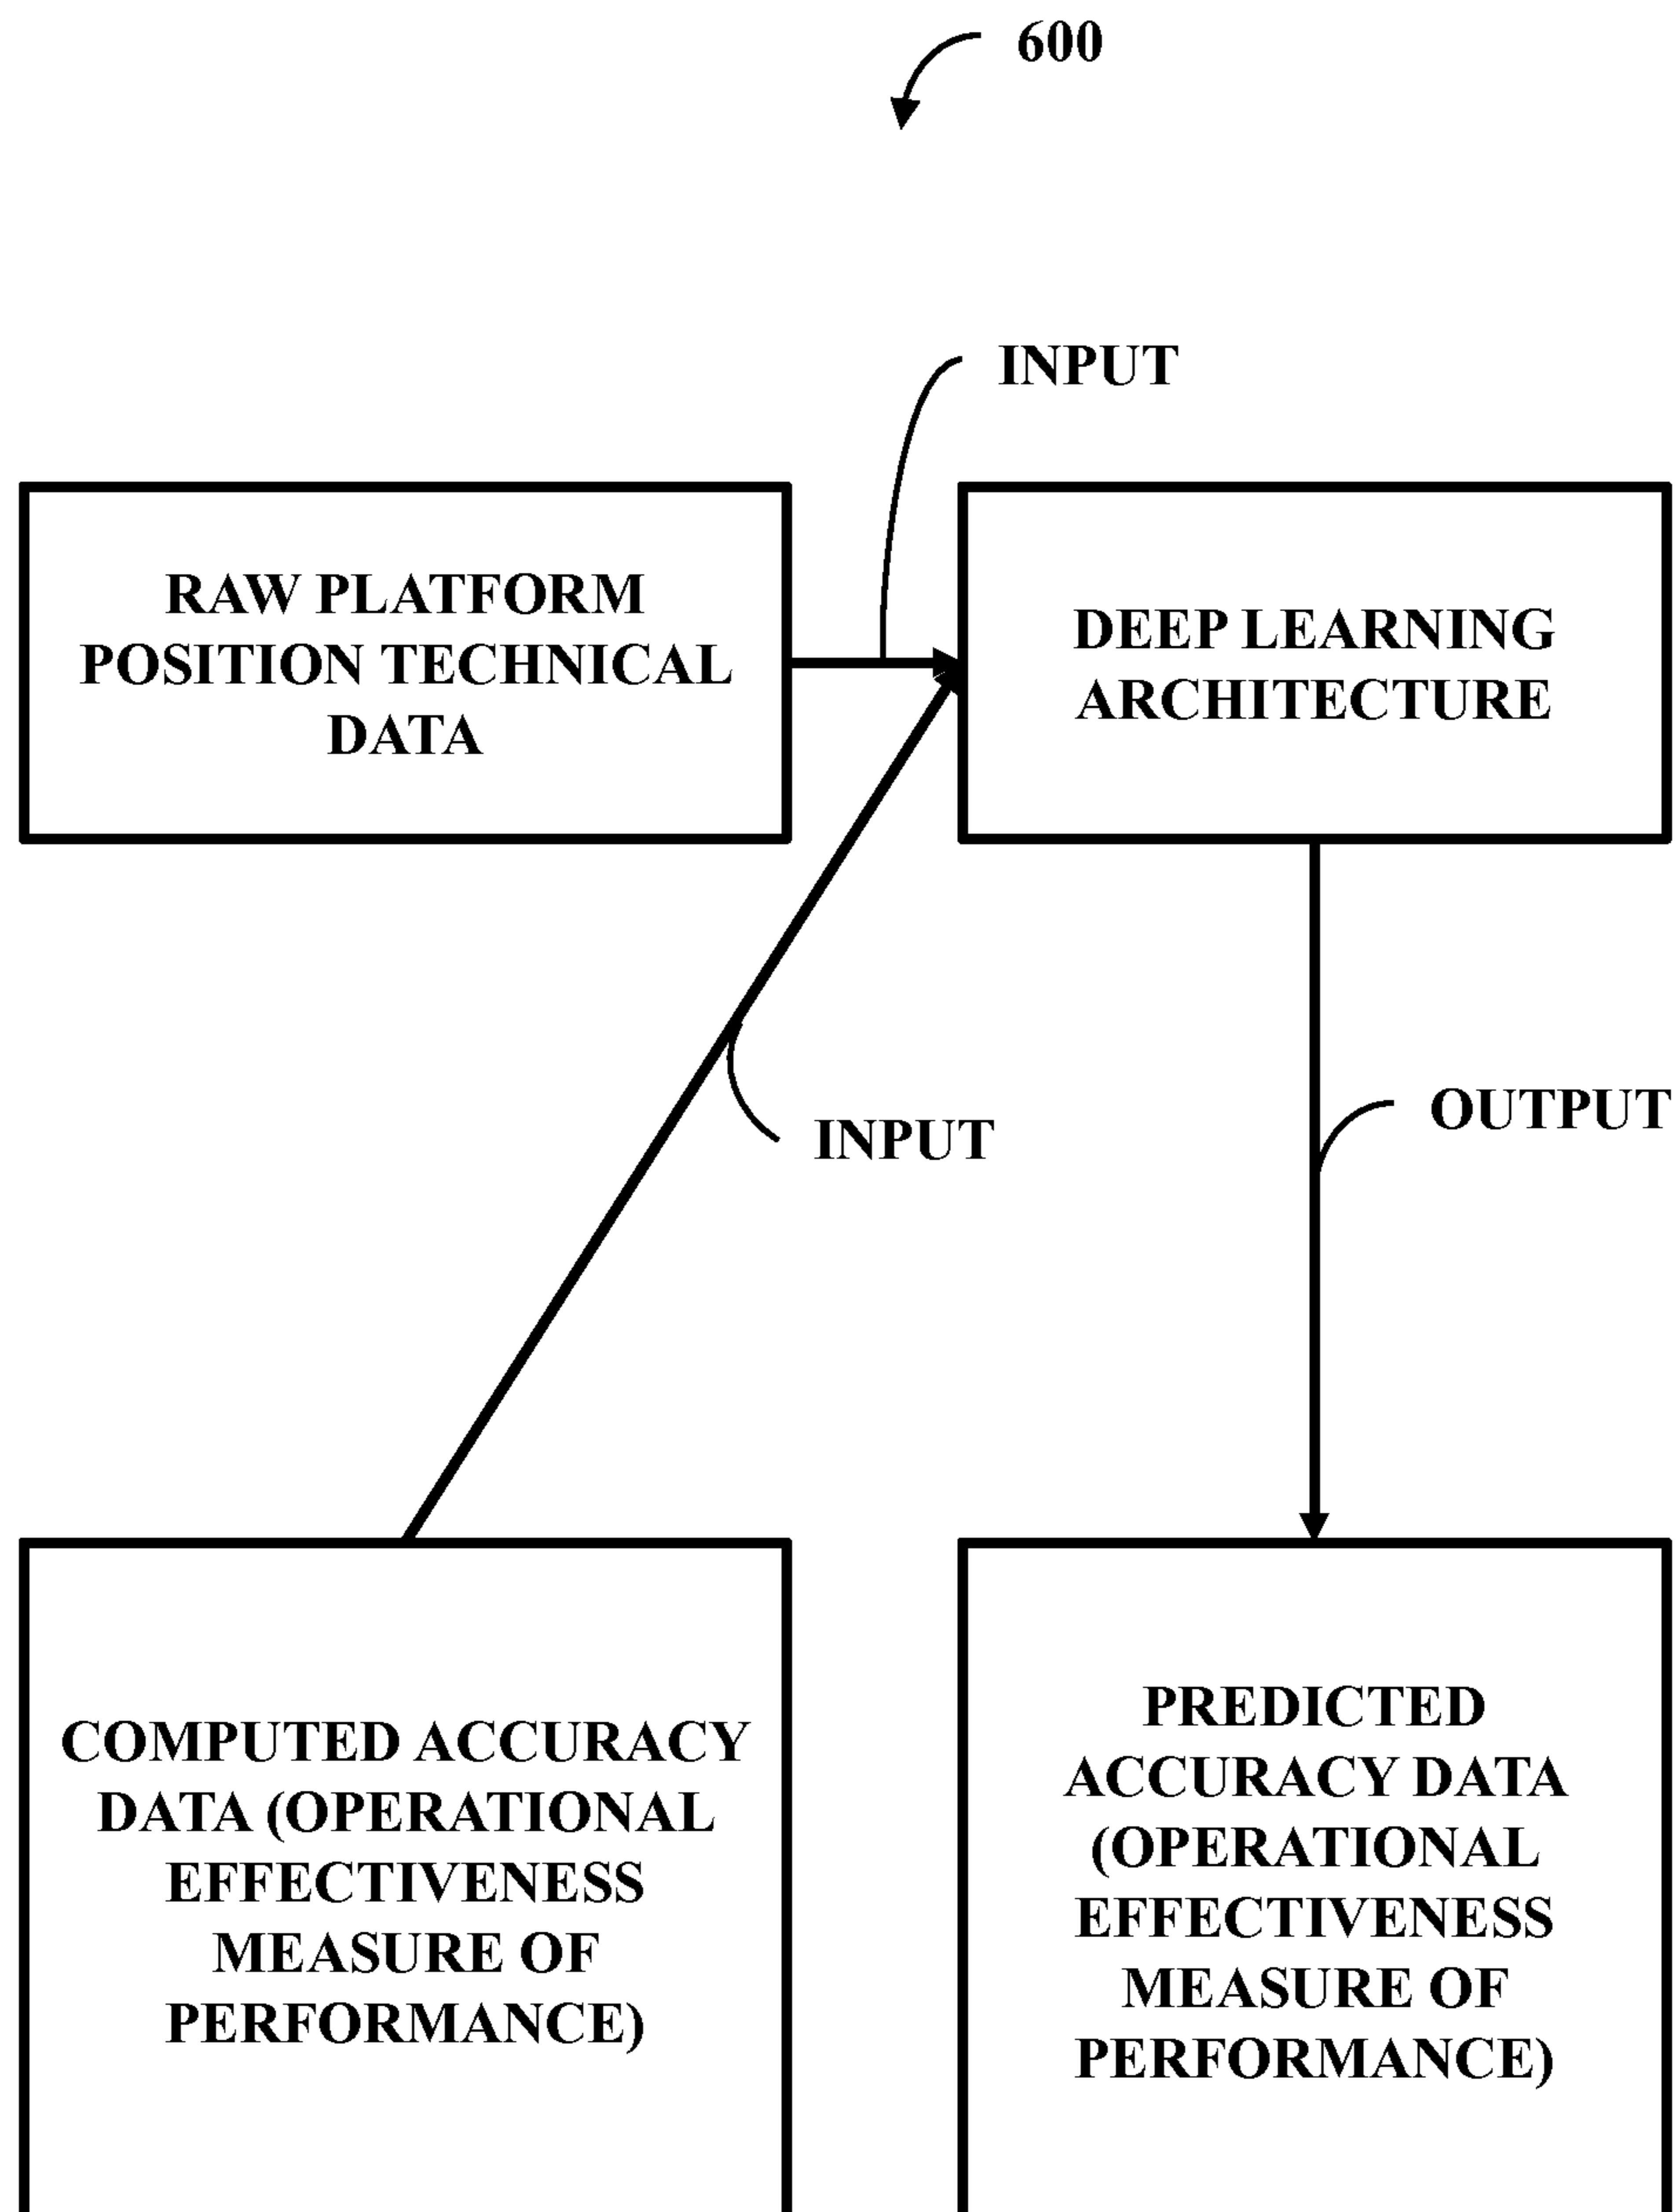 600
INPUT
RAW PLATFORM
POSITION TECHNICAL
DATA
DEEP LEARNING
ARCHITECTURE
INPUT
OUTPUT
COMPUTED ACCURACY
DATA (OPERATIONAL
EFFECTIVENESS
MEASURE OF
PERFORMANCE)
PREDICTED
ACCURACY DATA
(OPERATIONAL
EFFECTIVENESS
MEASURE OF
PERFORMANCE)